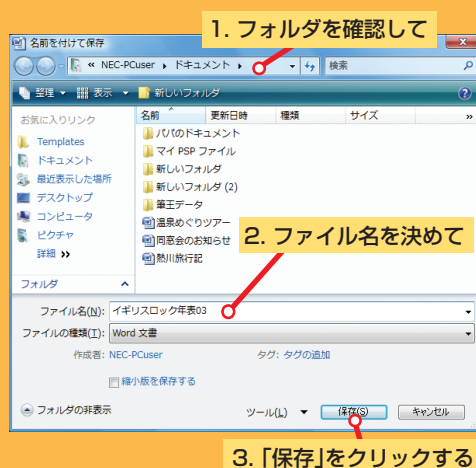 1. フォルダを確認して
名前を付けて保存
« NEC-PCuser ▸ ドキュメント ▸ 検索
整理 表示 新しいフォルダ
お気に入りリンク
Templates
ドキュメント
最近表示した場所
デスクトップ
コンピュータ
ピクチャ
詳細 »
フォルダ
名前 更新日時 種類 サイズ »
パパのドキュメント
マイ PSP ファイル
新しいフォルダ
新しいフォルダ (2)
筆王データ
温泉めぐりツアー
同窓会のお知らせ
熱川旅行記
2. ファイル名を決めて
ファイル名(N): イギリスロック年表03
ファイルの種類(T): Word 文書
作成者: NEC-PCuser タグ: タグの追加
縮小版を保存する
フォルダの非表示 ツール(L) 保存(S) キャンセル
3.「保存」をクリックする